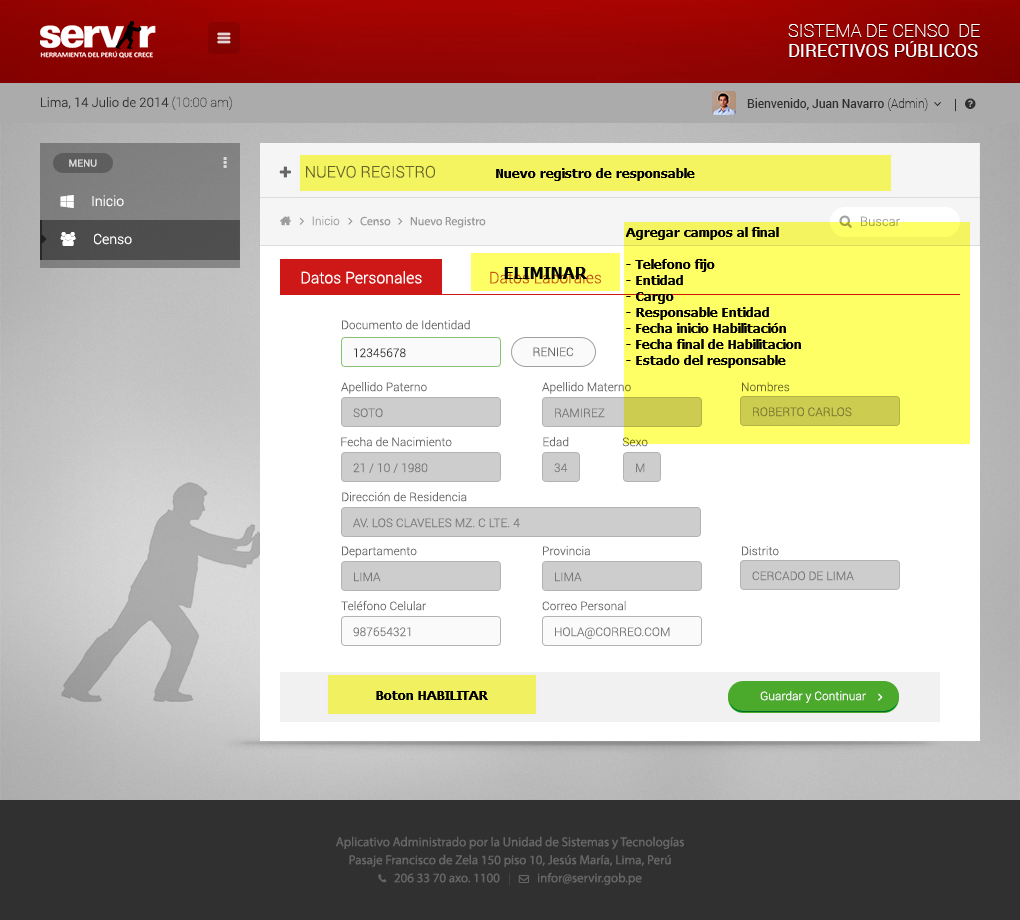 servir
HERRAMIENTA DEL PERÚ QUE CRECE
SISTEMA DE CENSO DE
DIRECTIVOS PÚBLICOS
Lima, 14 Julio de 2014 (10:00 am)
Bienvenido, Juan Navarro (Admin)
MENU
Inicio
Censo
NUEVO REGISTRO
Nuevo registro de responsable
Inicio > Censo > Nuevo Registro
Buscar
Agregar campos al final
- Telefono fijo
- Entidad
- Cargo
- Responsable Entidad
- Fecha inicio Habilitación
- Fecha final de Habilitacion
- Estado del responsable
Datos Personales
ELIMINAR
Datos Laborales
Documento de Identidad
12345678
RENIEC
Apellido Paterno
Apellido Materno
Nombres
SOTO
RAMIREZ
ROBERTO CARLOS
Fecha de Nacimiento
Edad
Sexo
21 / 10 / 1980
34
M
Dirección de Residencia
AV. LOS CLAVELES MZ. C LTE. 4
Departamento
Provincia
Distrito
LIMA
LIMA
CERCADO DE LIMA
Teléfono Celular
Correo Personal
987654321
HOLA@CORREO.COM
Boton HABILITAR
Guardar y Continuar >
Aplicativo Administrado por la Unidad de Sistemas y Tecnologías
Pasaje Francisco de Zela 150 piso 10, Jesús María, Lima, Perú
206 33 70 axo. 1100 | infor@servir.gob.pe